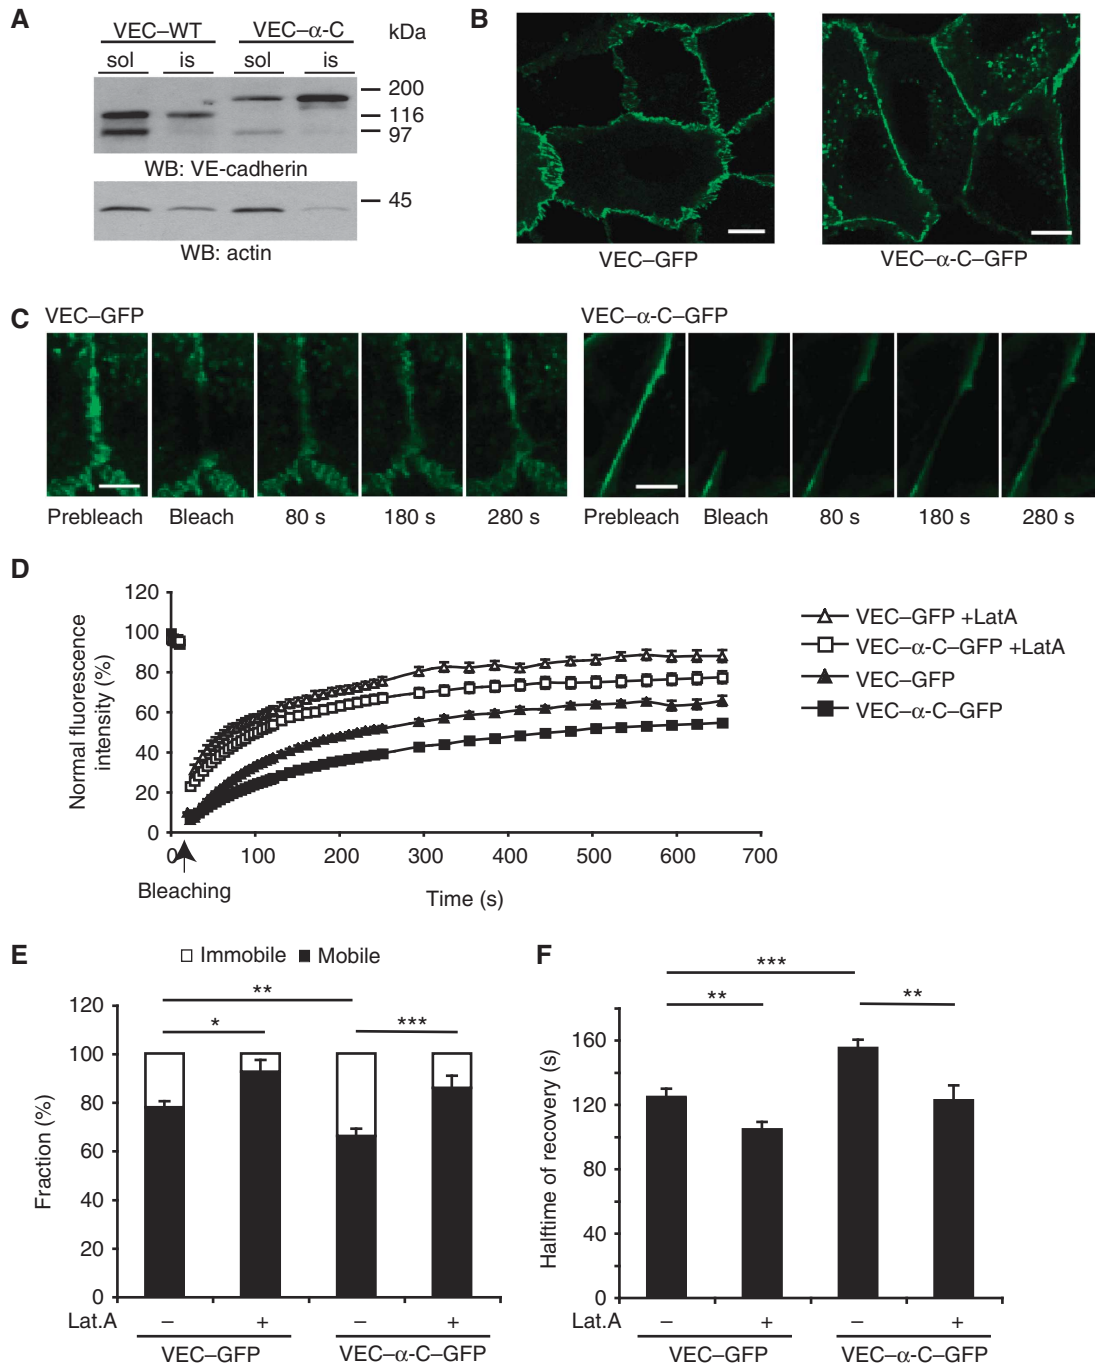 A
VEC–WT VEC–α-C kDa
sol is sol is
200
116
97
WB: VE-cadherin
45
WB: actin
B
VEC–GFP VEC–α-C–GFP
C
VEC–GFP VEC–α-C–GFP
Prebleach Bleach 80 s 180 s 280 s Prebleach Bleach 80 s 180 s 280 s
D
Normal fluorescence
intensity (%)
120
100
80
60
40
20
0
0 100 200 300 400 500 600 700
Bleaching
Time (s)
VEC–GFP +LatA
VEC–α-C–GFP +LatA
VEC–GFP
VEC–α-C–GFP
E
Immobile Mobile
Fraction (%)
120
100
80
60
40
20
0
** 
* ***
Lat.A – + – +
VEC–GFP VEC–α-C–GFP
F
Halftime of recovery (s)
160
120
80
40
0
***
** **
Lat.A – + – +
VEC–GFP VEC–α-C–GFP